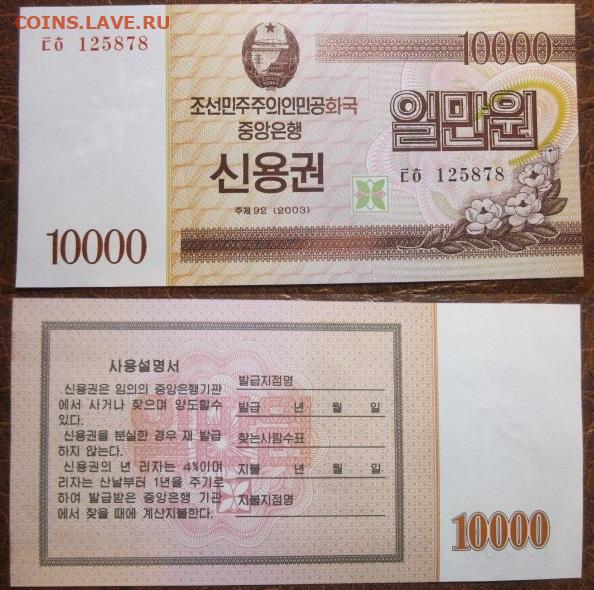 COINS.LAVE.РУ
ㄷㅎ 125878
10000
조선민주주의인민공화국
중앙은행
일만원
신용권
ㄷㅎ 125878
주체92 (2003)
10000
사용설명서
신용권은 임의의 중앙은행기관
에서 사거나 찾으며 양도할수
있다.
신용권을 분실한 경우 재 발급
하지 않는다.
신용권의 년 리자는 4%이며
리자는 산날부터 1년을 주기로
하여 발급받은 중앙은행 기관
에서 찾을 때에 계산지불한다.
발급지점명
발급 년 월 일
찾는사람수표
지불 년 월 일
지불지점명
10000